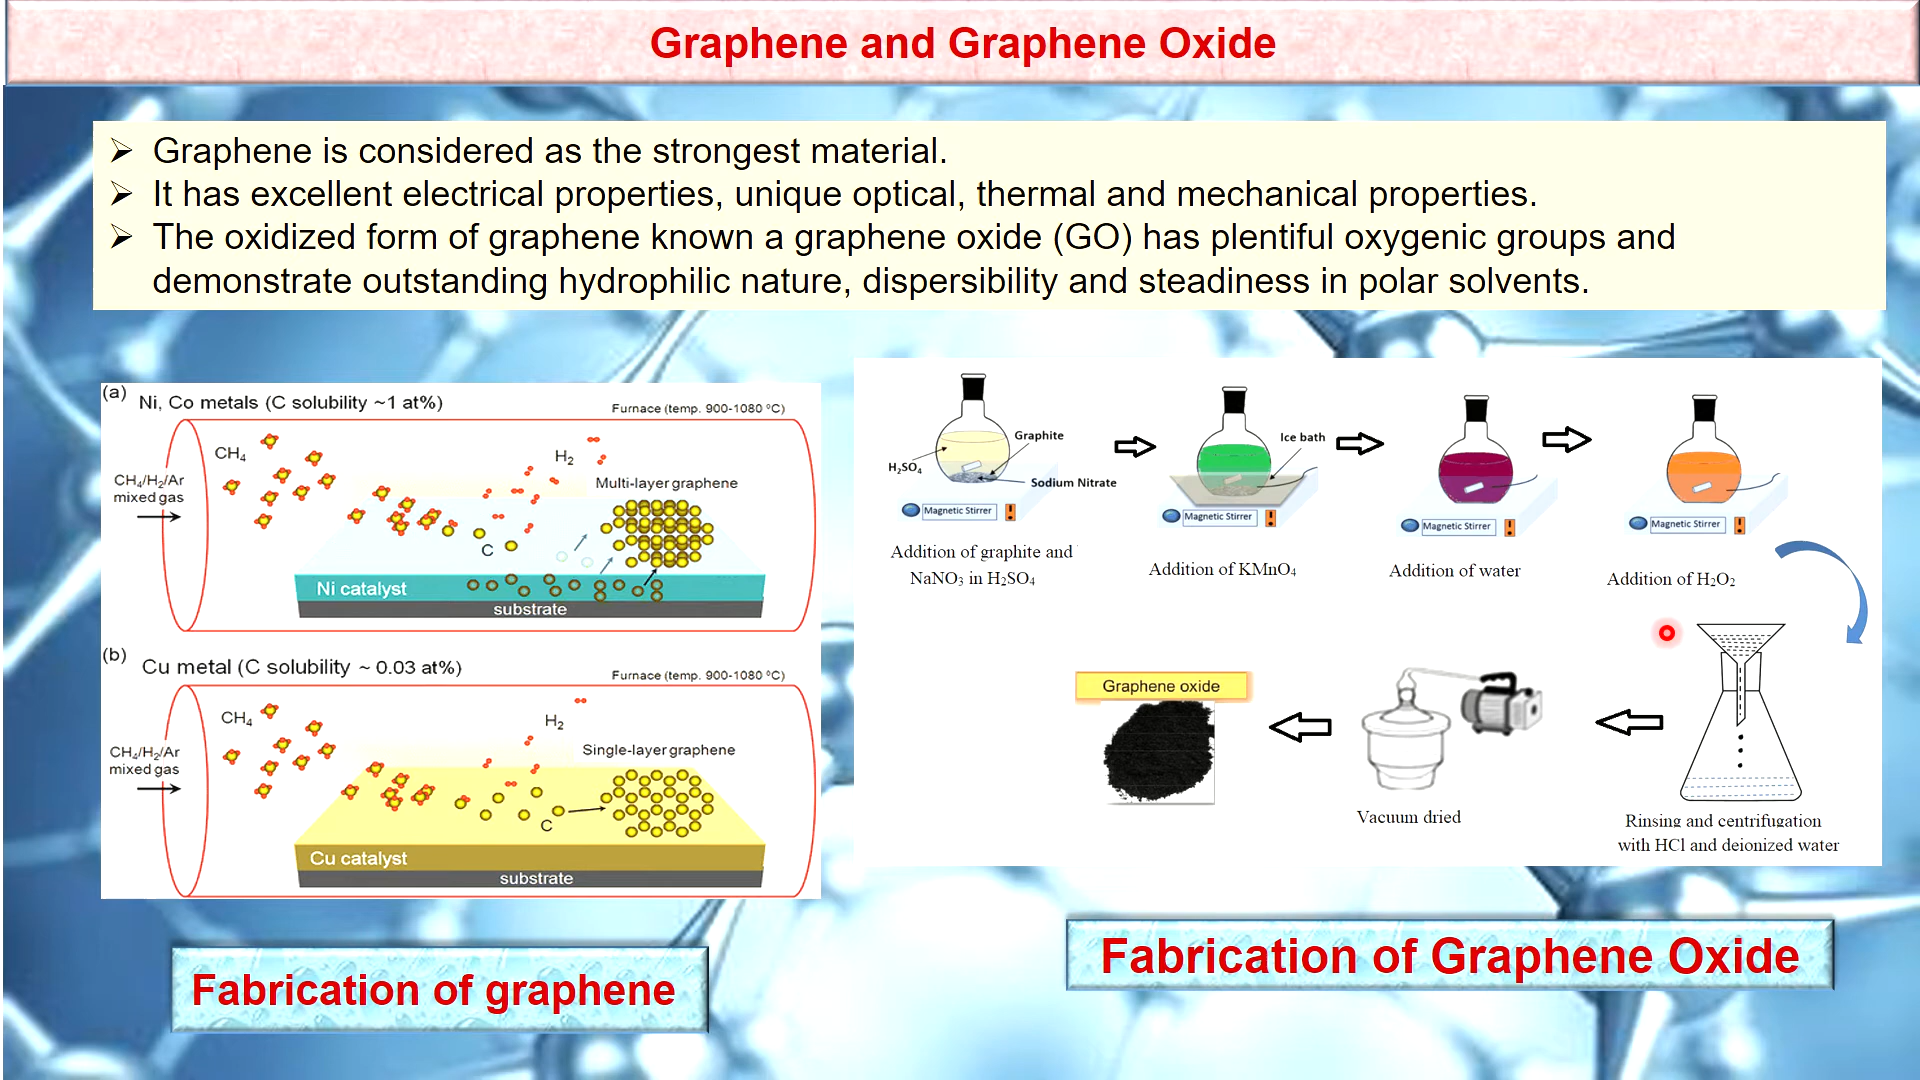 Graphene and Graphene Oxide
➢ Graphene is considered as the strongest material.
➢ It has excellent electrical properties, unique optical, thermal and mechanical properties.
➢ The oxidized form of graphene known a graphene oxide (GO) has plentiful oxygenic groups and
demonstrate outstanding hydrophilic nature, dispersibility and steadiness in polar solvents.
(a)
Ni, Co metals (C solubility ~1 at%)
Furnace (temp. 900-1080 ºC)
CH₄
H₂
CH₄/H₂/Ar
mixed gas
Multi-layer graphene
C
Ni catalyst
substrate
(b)
Cu metal (C solubility ~ 0.03 at%)
Furnace (temp. 900-1080 ºC)
CH₄
H₂
CH₄/H₂/Ar
mixed gas
Single-layer graphene
C
Cu catalyst
substrate
Fabrication of graphene
Graphite
H₂SO₄
Sodium Nitrate
Magnetic Stirrer
Addition of graphite and
NaNO₃ in H₂SO₄
Ice bath
Magnetic Stirrer
Addition of KMnO₄
Magnetic Stirrer
Addition of water
Magnetic Stirrer
Addition of H₂O₂
Rinsing and centrifugation
with HCl and deionized water
Vacuum dried
Graphene oxide
Fabrication of Graphene Oxide